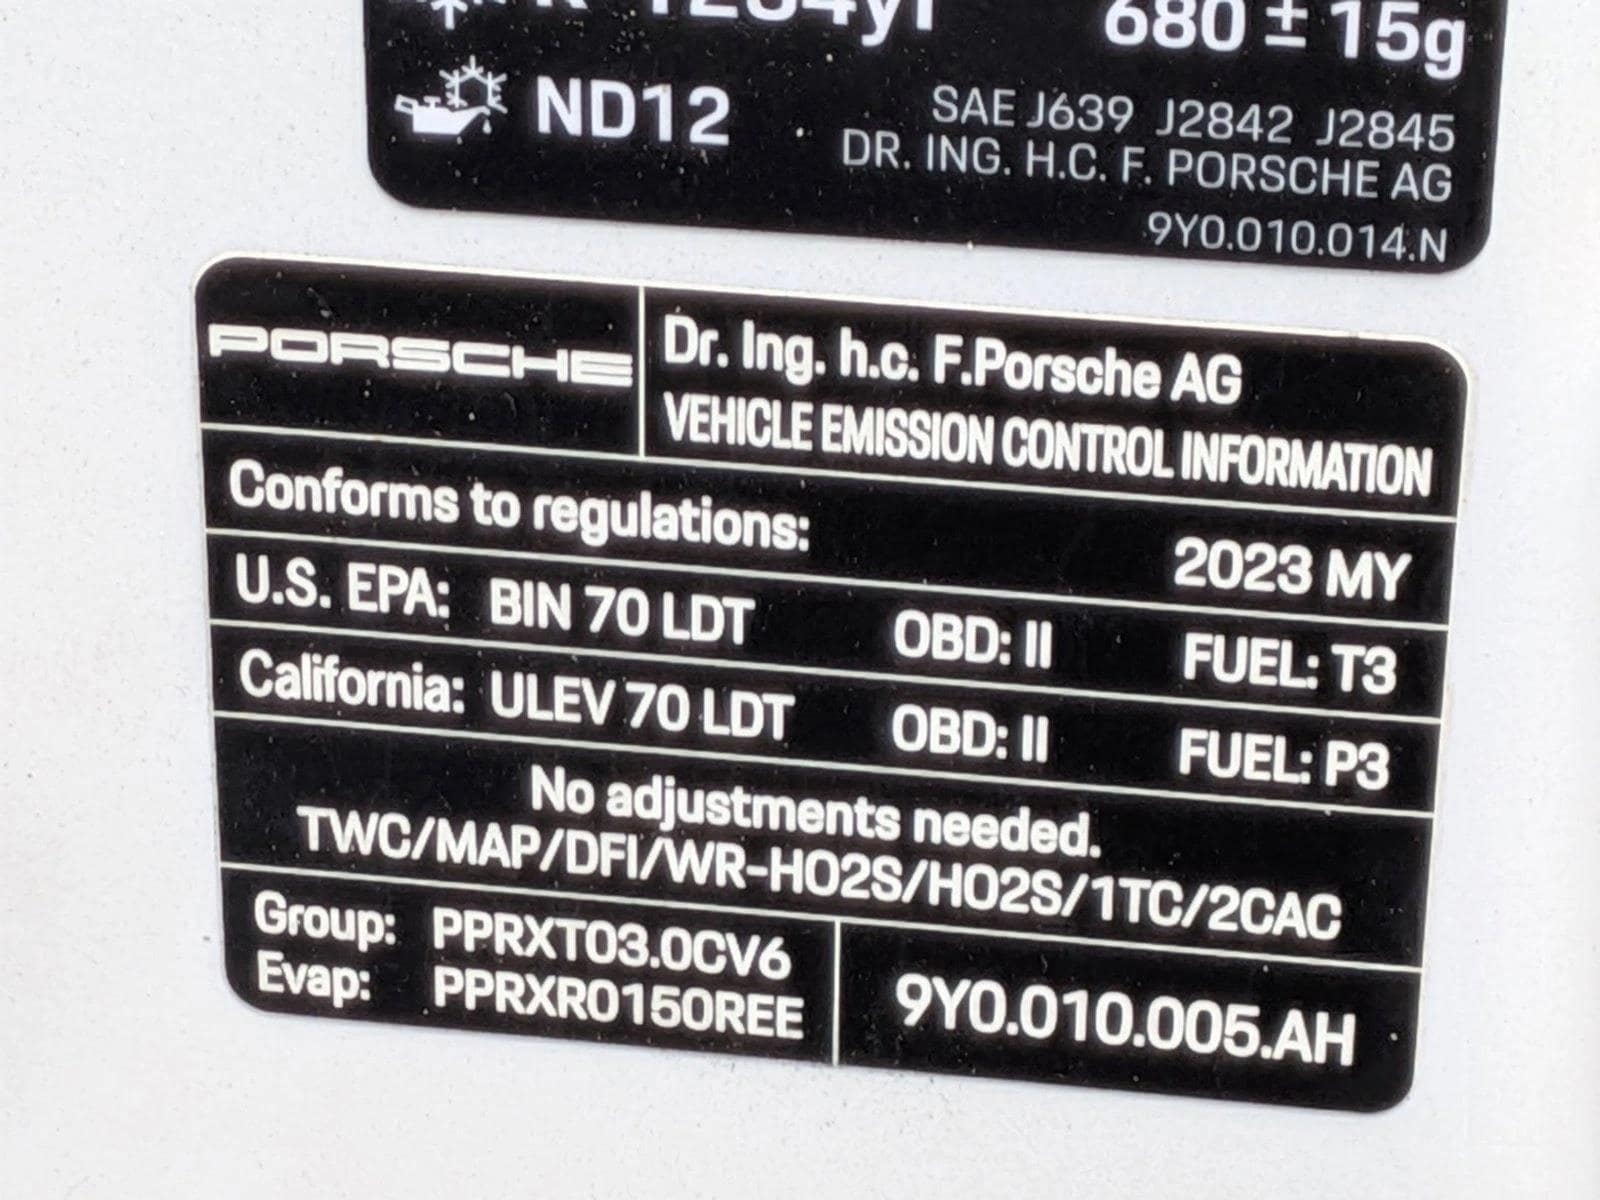 R-1234yf 680 ± 15g
ND12
SAE J639 J2842 J2845
DR. ING. H.C. F. PORSCHE AG
9Y0.010.014.N
PORSCHE
Dr. Ing. h.c. F.Porsche AG
VEHICLE EMISSION CONTROL INFORMATION
Conforms to regulations: 2023 MY
U.S. EPA: BIN 70 LDT OBD: II FUEL: T3
California: ULEV 70 LDT OBD: II FUEL: P3
No adjustments needed.
TWC/MAP/DFI/WR-HO2S/HO2S/1TC/2CAC
Group: PPRXT03.0CV6
Evap: PPRXR0150REE
9Y0.010.005.AH